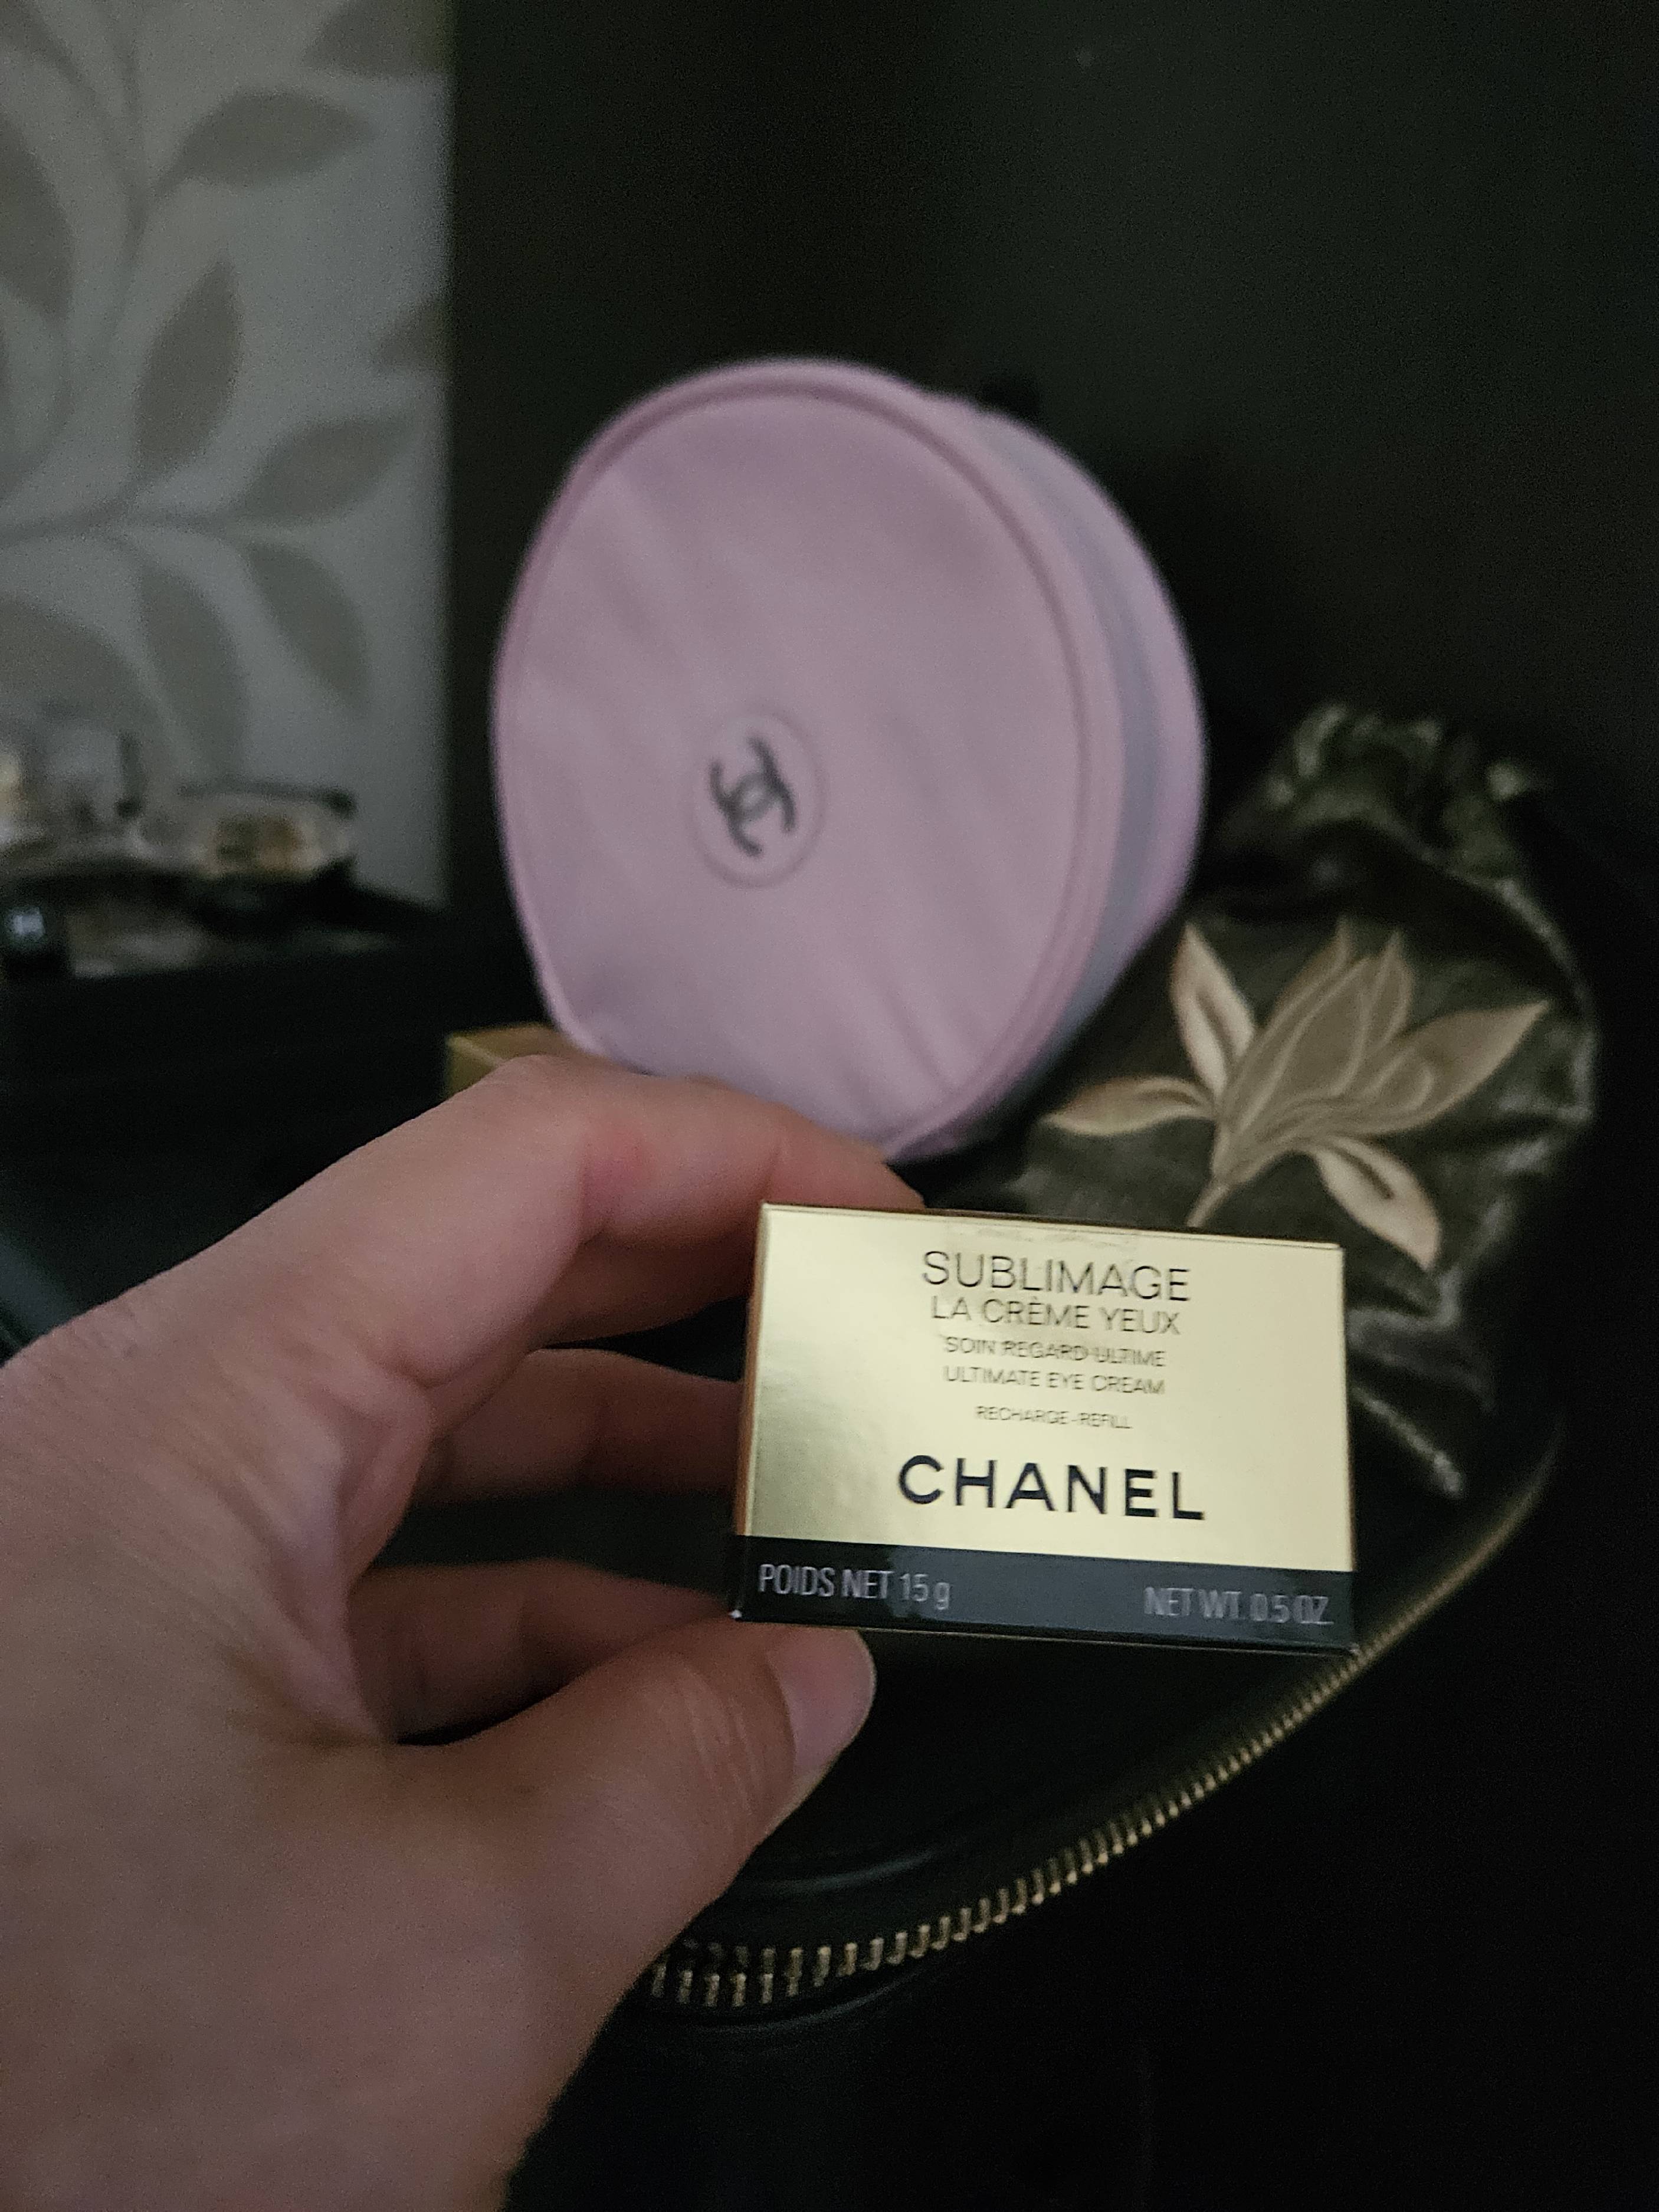 SUBLIMAGE
LA CRÈME YEUX
SOIN REGARD ULTIME
ULTIMATE EYE CREAM
RECHARGE-REFILL
CHANEL
POIDS NET 15 g NET WT. 0.5 OZ.